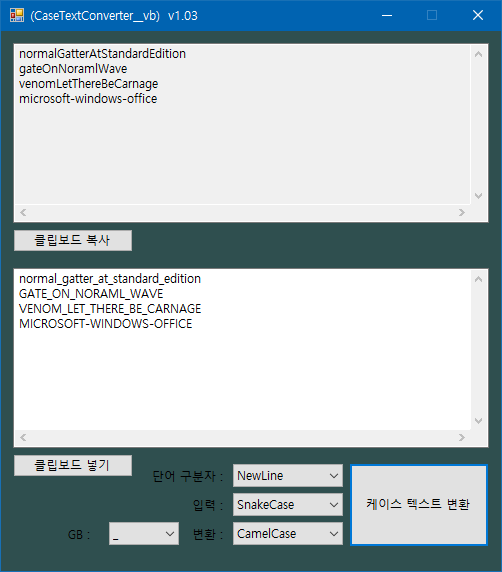 (CaseTextConverter__vb) v1.03
normalGatterAtStandardEdition
gateOnNoramlWave
venomLetThereBeCarnage
microsoft-windows-office
클립보드 복사
normal_gatter_at_standard_edition
GATE_ON_NORAML_WAVE
VENOM_LET_THERE_BE_CARNAGE
MICROSOFT-WINDOWS-OFFICE
클립보드 넣기
단어 구분자 : NewLine
입력 : SnakeCase
케이스 텍스트 변환
GB : _ 변환 : CamelCase